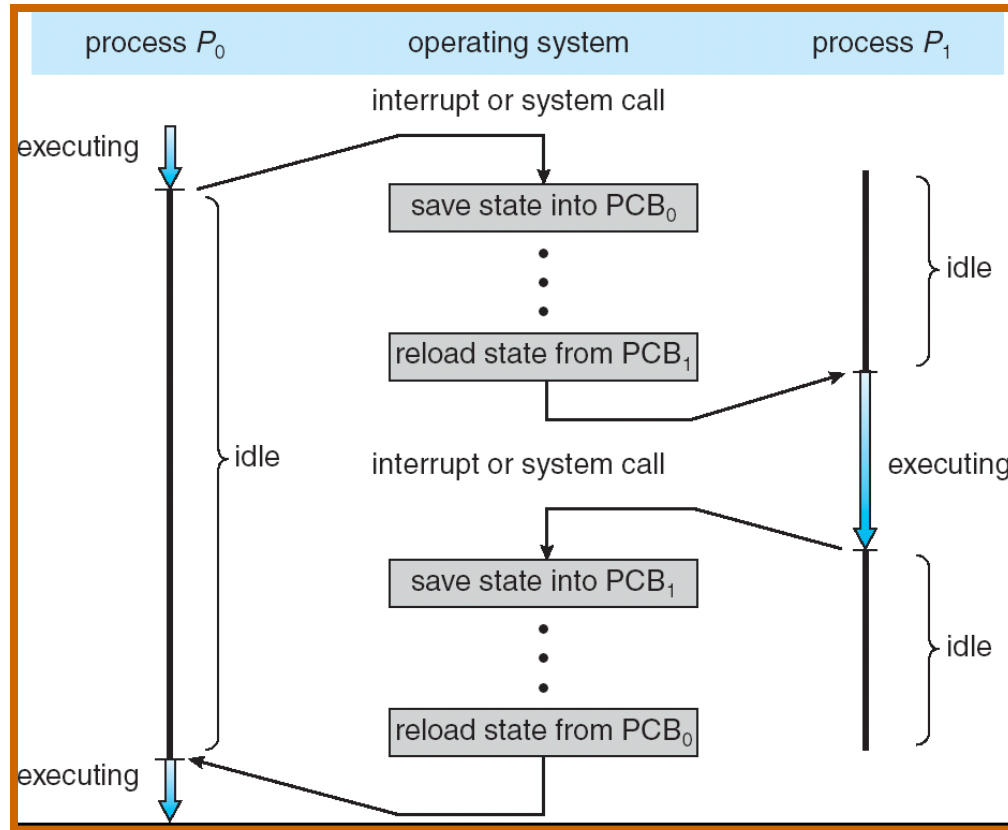 process P₀ operating system process P₁
interrupt or system call
executing
save state into PCB₀
idle
reload state from PCB₁
idle
interrupt or system call
executing
save state into PCB₁
idle
reload state from PCB₀
executing